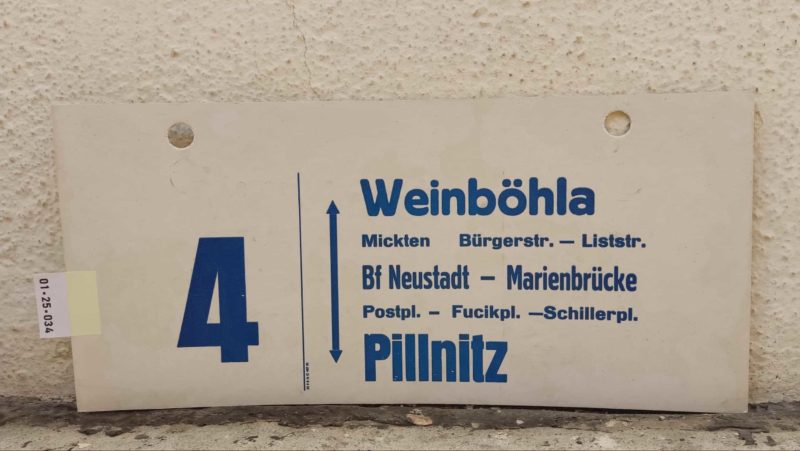 4
Weinböhla
Mickten Bürgerstr. – Liststr.
Bf Neustadt – Marienbrücke
Postpl. – Fucikpl. –Schillerpl.
Pillnitz
01·25·034